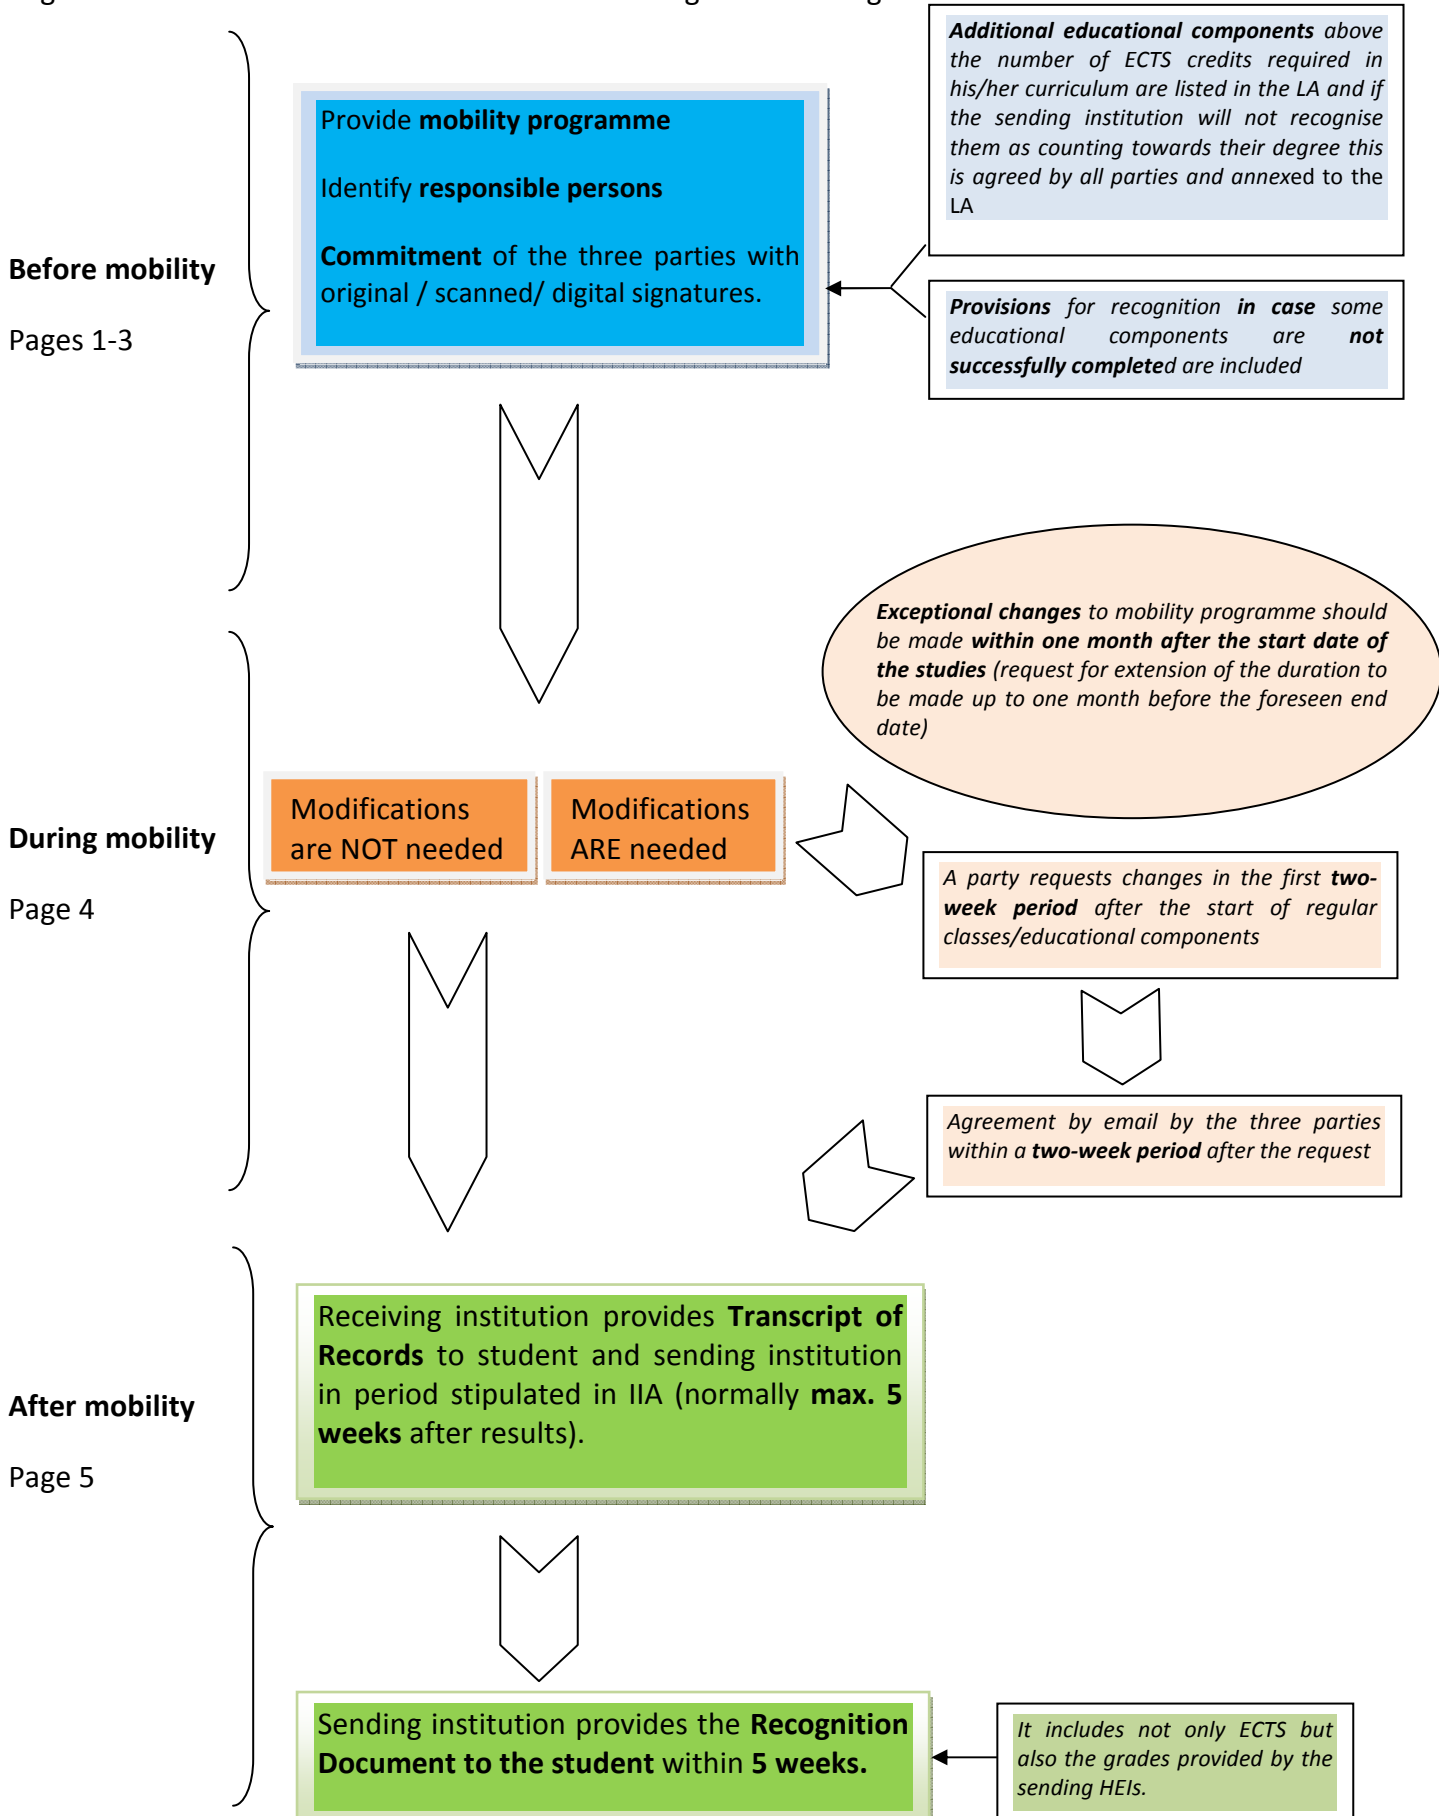 Additional educational components above
the number of ECTS credits required in
his/her curriculum are listed in the LA and if
the sending institution will not recognise
them as counting towards their degree this
is agreed by all parties and annexed to the
LA
Provide mobility programme
Identify responsible persons
Commitment of the three parties with
original / scanned/ digital signatures.
Before mobility
Pages 1-3
Provisions for recognition in case some
educational components are not
successfully completed are included
Exceptional changes to mobility programme should
be made within one month after the start date of
the studies (request for extension of the duration to
be made up to one month before the foreseen end
date)
During mobility
Page 4
Modifications
are NOT needed
Modifications
ARE needed
A party requests changes in the first two-
week period after the start of regular
classes/educational components
Agreement by email by the three parties
within a two-week period after the request
After mobility
Page 5
Receiving institution provides Transcript of
Records to student and sending institution
in period stipulated in IIA (normally max. 5
weeks after results).
Sending institution provides the Recognition
Document to the student within 5 weeks.
It includes not only ECTS but
also the grades provided by the
sending HEIs.